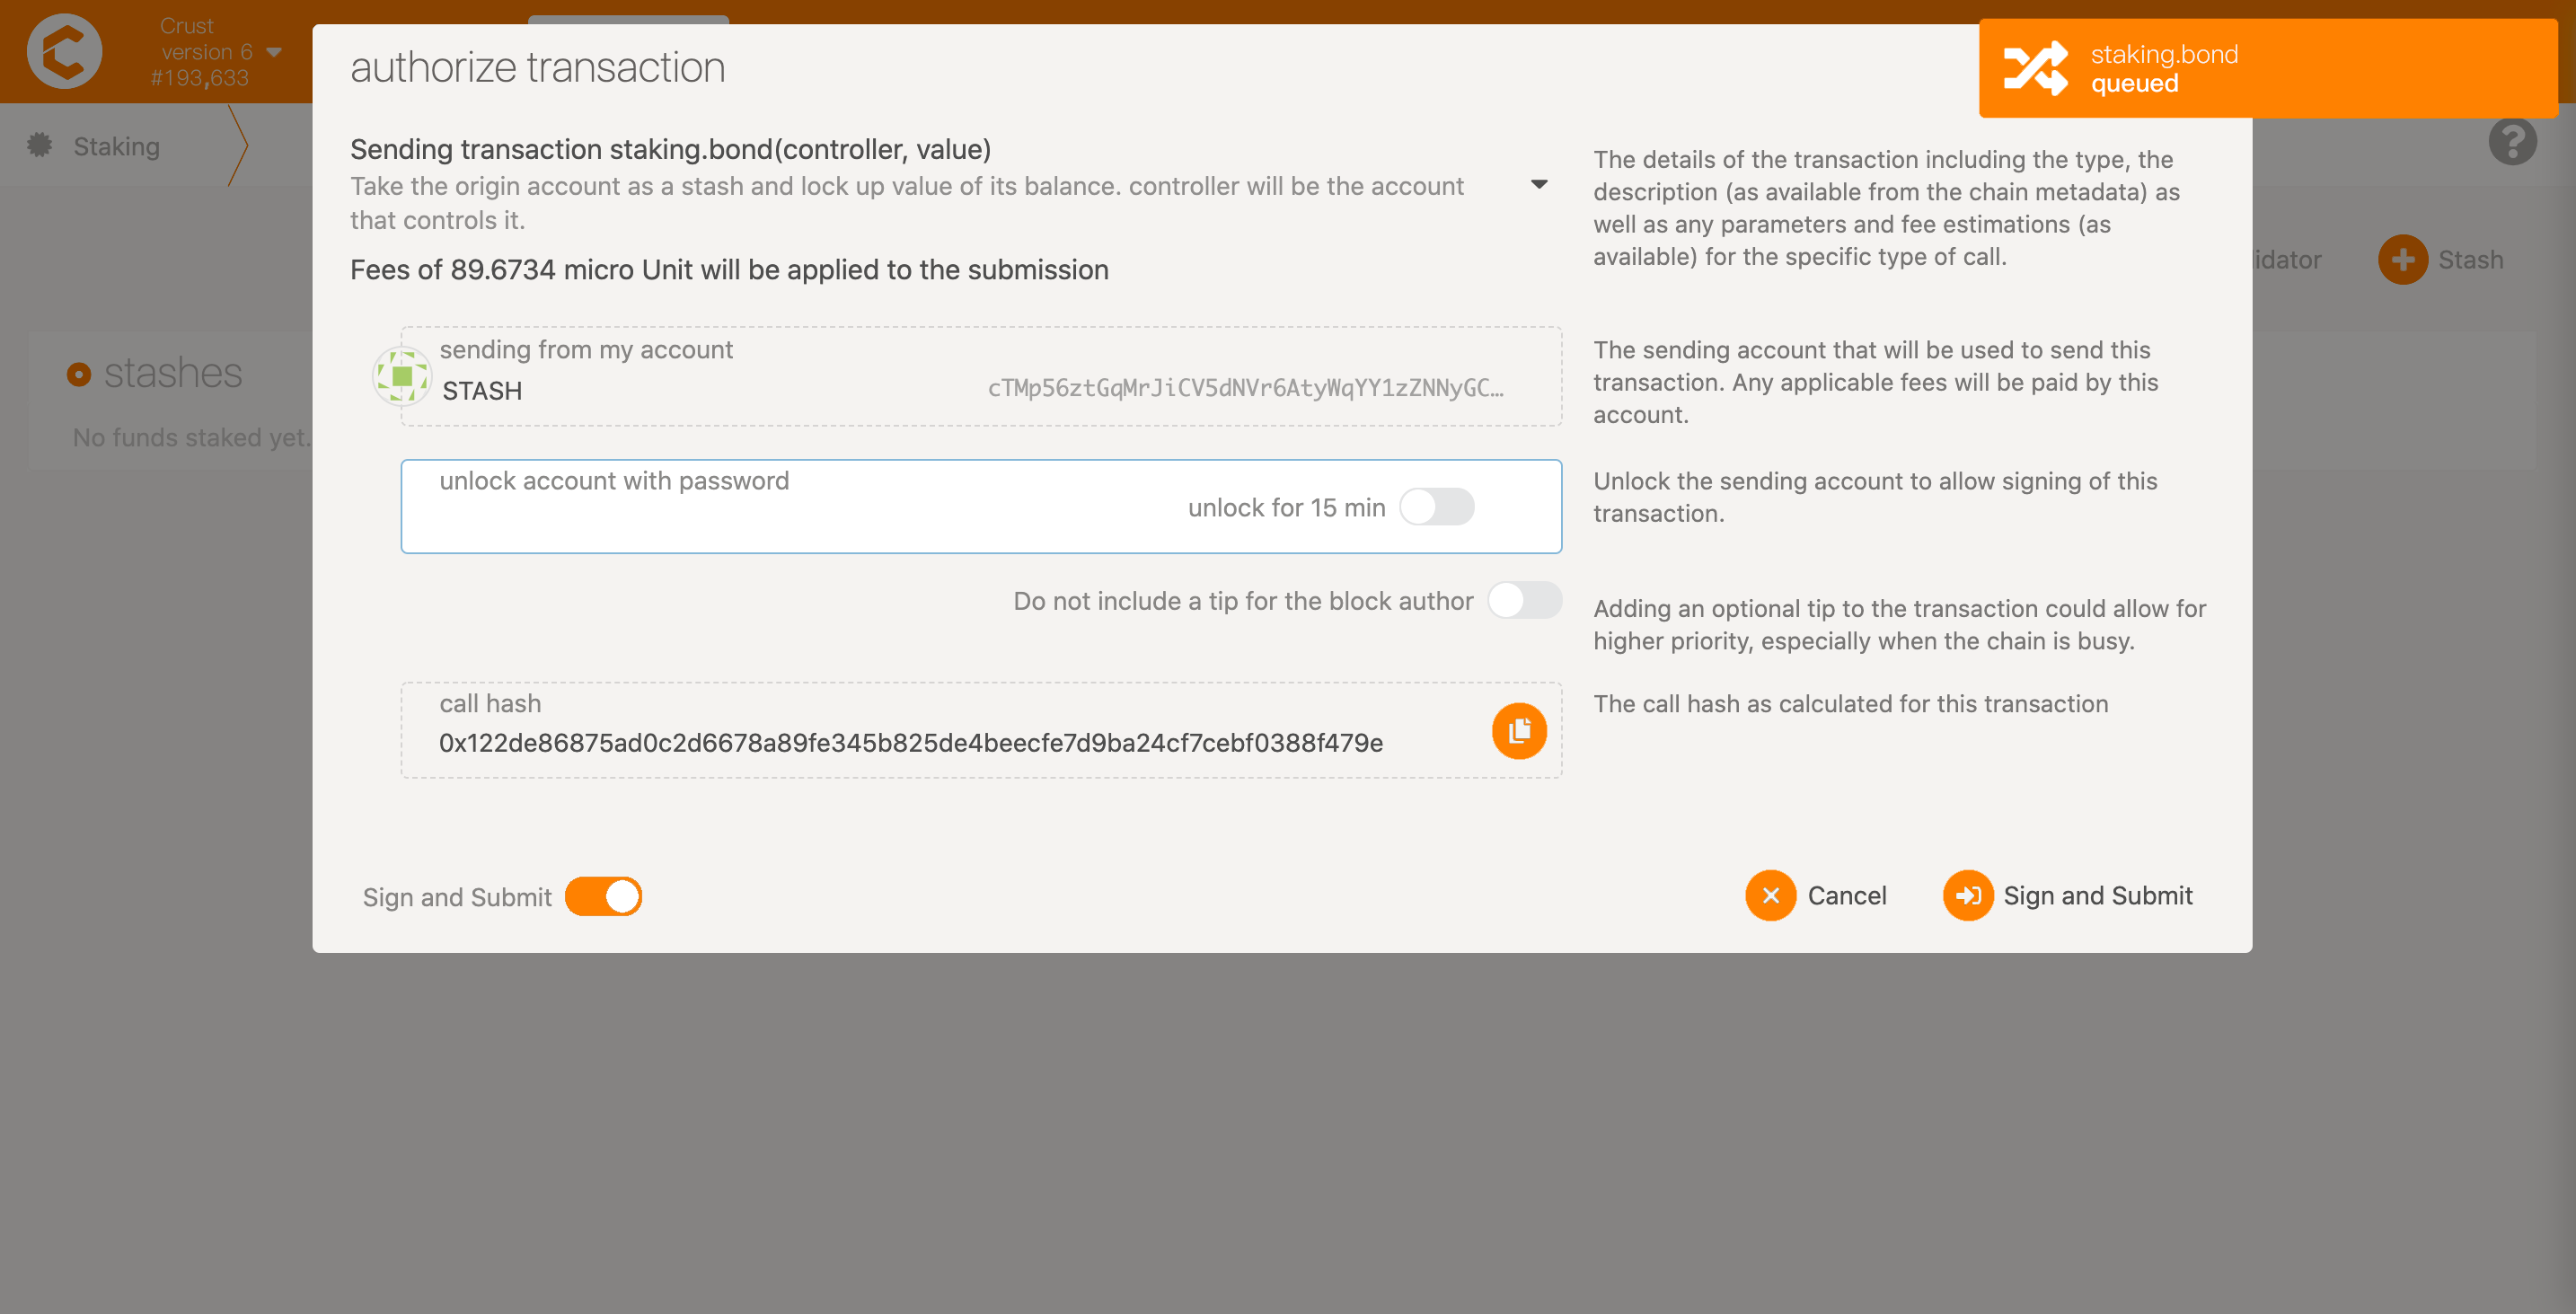 Crust
version 6
#193,633
Staking
staking.bond
queued
authorize transaction
Sending transaction staking.bond(controller, value)
Take the origin account as a stash and lock up value of its balance. controller will be the account
that controls it.
Fees of 89.6734 micro Unit will be applied to the submission
The details of the transaction including the type, the
description (as available from the chain metadata) as
well as any parameters and fee estimations (as
available) for the specific type of call.
idator
Stash
stashes
No funds staked yet.
sending from my account
STASH
cTMp56ztGqMrJiCV5dNVr6AtyWqYY1zZNNyGC…
The sending account that will be used to send this
transaction. Any applicable fees will be paid by this
account.
unlock account with password
unlock for 15 min
Unlock the sending account to allow signing of this
transaction.
Do not include a tip for the block author
Adding an optional tip to the transaction could allow for
higher priority, especially when the chain is busy.
call hash
0x122de86875ad0c2d6678a89fe345b825de4beecfe7d9ba24cf7cebf0388f479e
The call hash as calculated for this transaction
Sign and Submit
Cancel
Sign and Submit